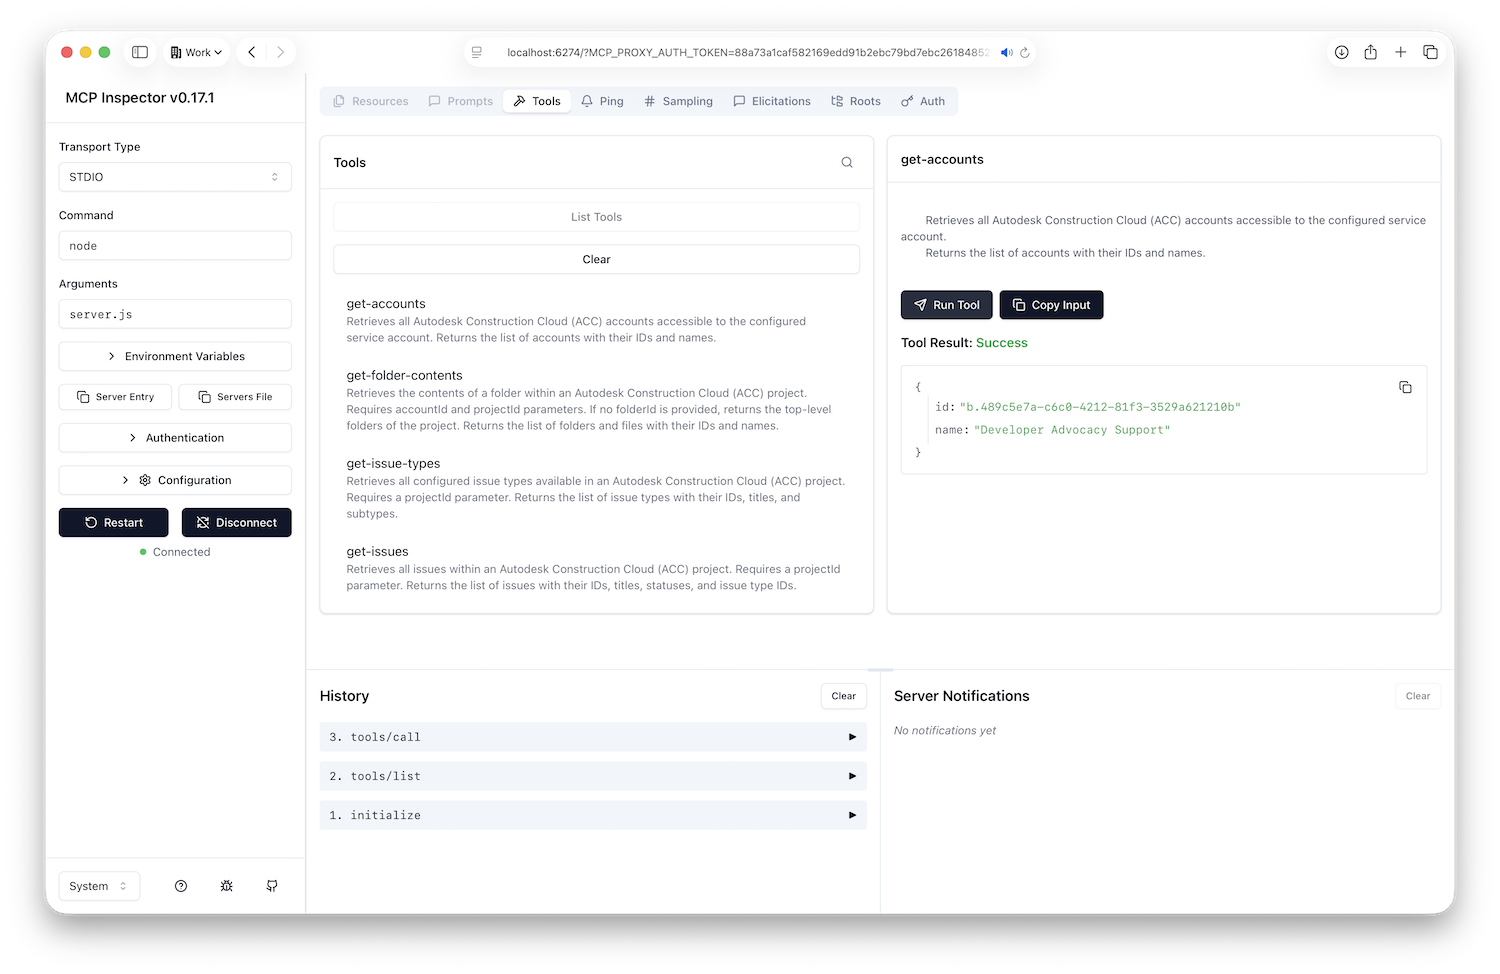 Work
localhost:6274/?MCP_PROXY_AUTH_TOKEN=88a73a1caf582169edd91b2ebc79bd7ebc26184852
MCP Inspector v0.17.1
Transport Type
STDIO
Command
node
Arguments
server.js
Environment Variables
Server Entry
Servers File
Authentication
Configuration
Restart
Disconnect
Connected
System
Resources
Prompts
Tools
Ping
Sampling
Elicitations
Roots
Auth
Tools
List Tools
Clear
get-accounts
Retrieves all Autodesk Construction Cloud (ACC) accounts accessible to the configured
service account. Returns the list of accounts with their IDs and names.
get-folder-contents
Retrieves the contents of a folder within an Autodesk Construction Cloud (ACC) project.
Requires accountId and projectId parameters. If no folderId is provided, returns the top-level
folders of the project. Returns the list of folders and files with their IDs and names.
get-issue-types
Retrieves all configured issue types available in an Autodesk Construction Cloud (ACC) project.
Requires a projectId parameter. Returns the list of issue types with their IDs, titles, and
subtypes.
get-issues
Retrieves all issues within an Autodesk Construction Cloud (ACC) project. Requires a projectId
parameter. Returns the list of issues with their IDs, titles, statuses, and issue type IDs.
get-accounts
Retrieves all Autodesk Construction Cloud (ACC) accounts accessible to the configured service
account.
Returns the list of accounts with their IDs and names.
Run Tool
Copy Input
Tool Result: Success
{
id: "b.489c5e7a-c6c0-4212-81f3-3529a621210b"
name: "Developer Advocacy Support"
}
History
Clear
3. tools/call
2. tools/list
1. initialize
Server Notifications
Clear
No notifications yet